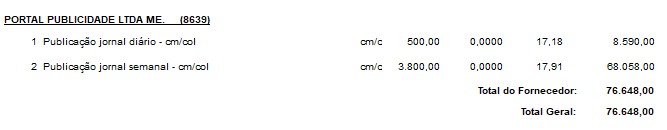 PORTAL PUBLICIDADE LTDA ME. (8639)
1 Publicação jornal diário - cm/col cm/c 500,00 0,0000 17,18 8.590,00
2 Publicação jornal semanal - cm/col cm/c 3.800,00 0,0000 17,91 68.058,00
Total do Fornecedor: 76.648,00
Total Geral: 76.648,00